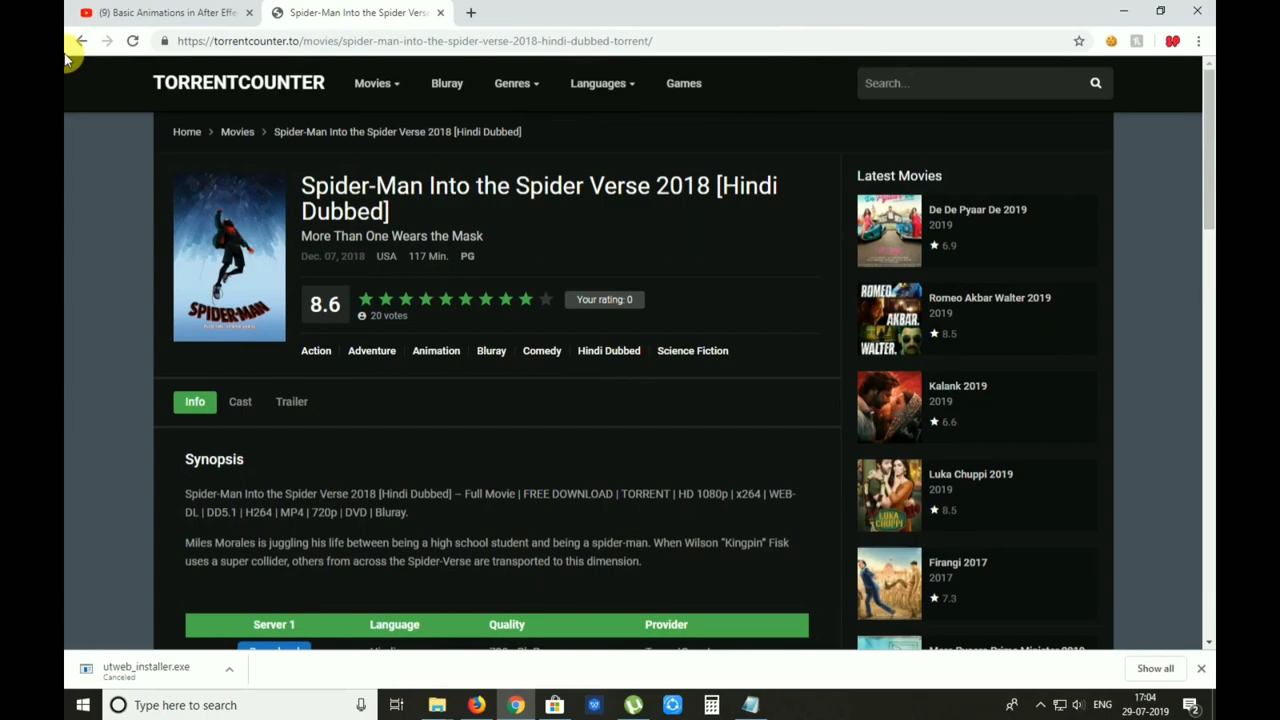 (9) Basic Animations in After Effe
Spider-Man Into the Spider Verse
https://torrentcounter.to/movies/spider-man-into-the-spider-verse-2018-hindi-dubbed-torrent/
SP
TORRENTCOUNTER
Movies
Bluray
Genres
Languages
Games
Search...
Home
Movies
Spider-Man Into the Spider Verse 2018 [Hindi Dubbed]
SPIDER-MAN
Spider-Man Into the Spider Verse 2018 [Hindi
Dubbed]
More Than One Wears the Mask
Dec. 07, 2018 USA 117 Min. PG
8.6
Your rating: 0
20 votes
Action Adventure Animation Bluray Comedy Hindi Dubbed Science Fiction
Info
Cast
Trailer
Synopsis
Spider-Man Into the Spider Verse 2018 [Hindi Dubbed] – Full Movie | FREE DOWNLOAD | TORRENT | HD 1080p | x264 | WEB-
DL | DD5.1 | H264 | MP4 | 720p | DVD | Bluray.
Miles Morales is juggling his life between being a high school student and being a spider-man. When Wilson “Kingpin” Fisk
uses a super collider, others from across the Spider-Verse are transported to this dimension.
Server 1 Language Quality Provider
Latest Movies
De De Pyaar De 2019
2019
6.9
ROMEO
AKBAR.
WALTER.
Romeo Akbar Walter 2019
2019
8.5
Kalank 2019
2019
6.6
LUKA
CHUPPI
Luka Chuppi 2019
2019
8.5
Firangi 2017
2017
7.3
utweb_installer.exe
Canceled
Show all
Type here to search
ENG
17:04
29-07-2019
2